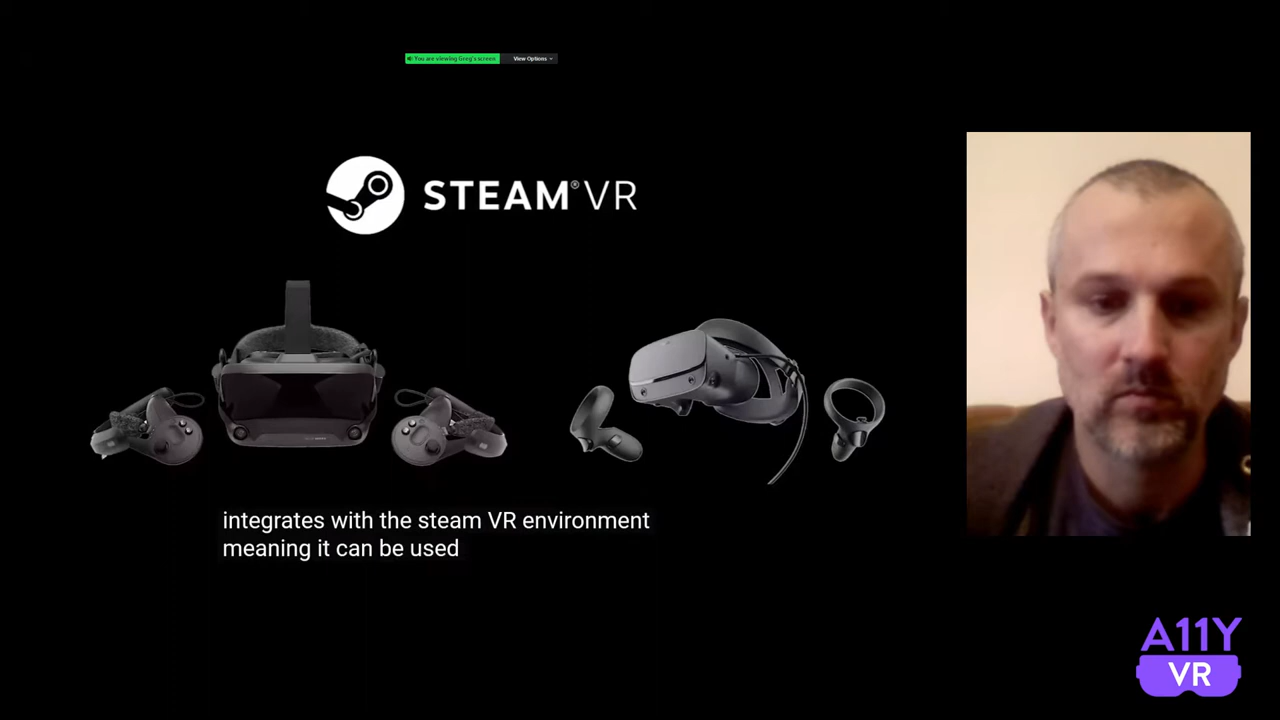 You are viewing Greg's screen
View Options
STEAM®VR
integrates with the steam VR environment
meaning it can be used
A11Y
VR